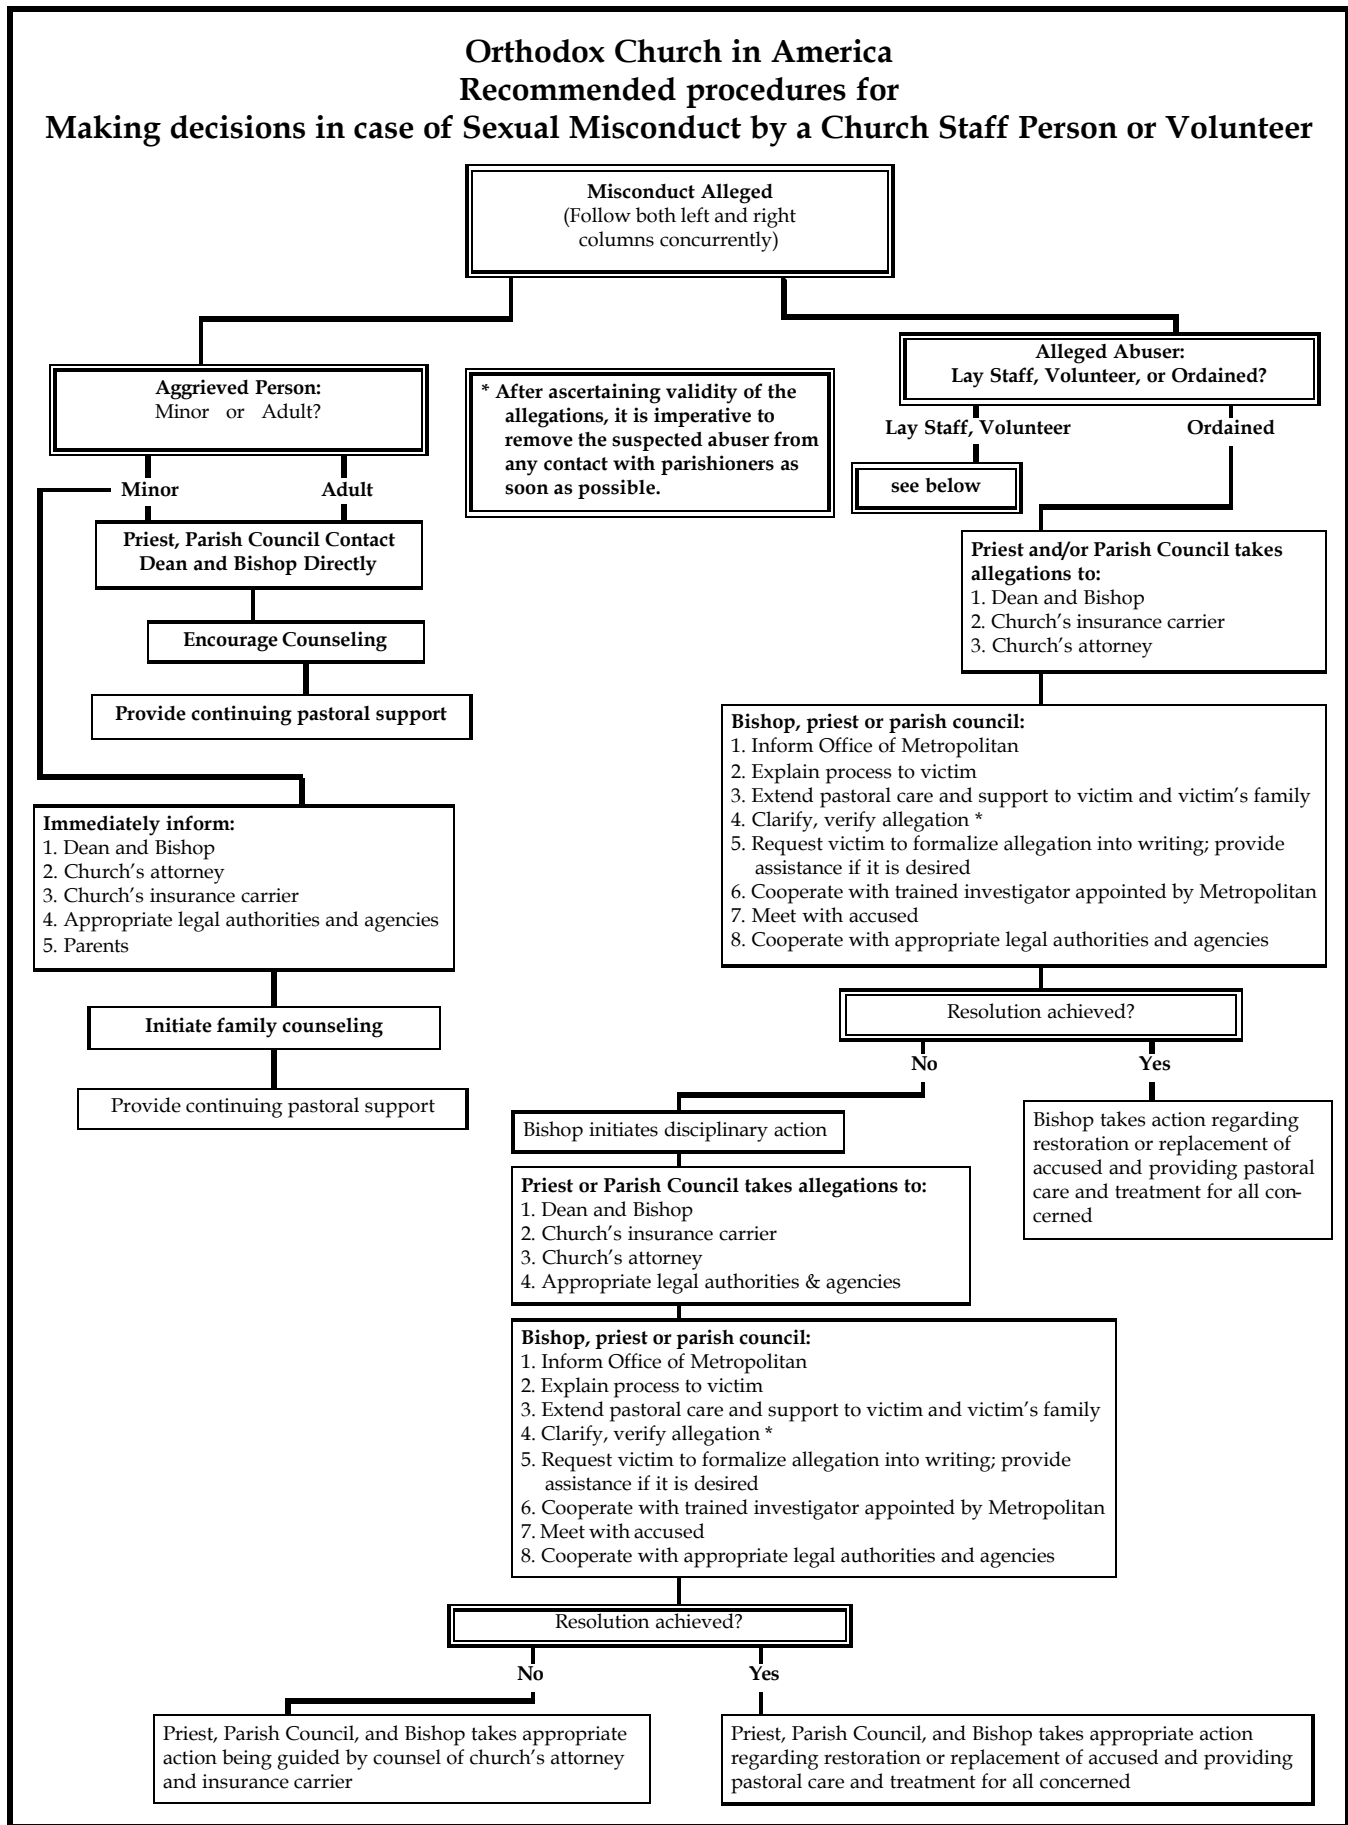 Orthodox Church in America
Recommended procedures for
Making decisions in case of Sexual Misconduct by a Church Staff Person or Volunteer
Misconduct Alleged
(Follow both left and right
columns concurrently)
Aggrieved Person:
Minor or Adult?
Minor
Adult
Priest, Parish Council Contact
Dean and Bishop Directly
Encourage Counseling
Provide continuing pastoral support
Immediately inform:
1. Dean and Bishop
2. Church's attorney
3. Church's insurance carrier
4. Appropriate legal authorities and agencies
5. Parents
Initiate family counseling
Provide continuing pastoral support
* After ascertaining validity of the
allegations, it is imperative to
remove the suspected abuser from
any contact with parishioners as
soon as possible.
Alleged Abuser:
Lay Staff, Volunteer, or Ordained?
Lay Staff, Volunteer
Ordained
see below
Priest and/or Parish Council takes
allegations to:
1. Dean and Bishop
2. Church's insurance carrier
3. Church's attorney
Bishop, priest or parish council:
1. Inform Office of Metropolitan
2. Explain process to victim
3. Extend pastoral care and support to victim and victim's family
4. Clarify, verify allegation *
5. Request victim to formalize allegation into writing; provide
assistance if it is desired
6. Cooperate with trained investigator appointed by Metropolitan
7. Meet with accused
8. Cooperate with appropriate legal authorities and agencies
Resolution achieved?
No
Yes
Bishop initiates disciplinary action
Bishop takes action regarding
restoration or replacement of
accused and providing pastoral
care and treatment for all con-
cerned
Priest or Parish Council takes allegations to:
1. Dean and Bishop
2. Church's insurance carrier
3. Church's attorney
4. Appropriate legal authorities & agencies
Bishop, priest or parish council:
1. Inform Office of Metropolitan
2. Explain process to victim
3. Extend pastoral care and support to victim and victim's family
4. Clarify, verify allegation *
5. Request victim to formalize allegation into writing; provide
assistance if it is desired
6. Cooperate with trained investigator appointed by Metropolitan
7. Meet with accused
8. Cooperate with appropriate legal authorities and agencies
Resolution achieved?
No
Yes
Priest, Parish Council, and Bishop takes appropriate
action being guided by counsel of church's attorney
and insurance carrier
Priest, Parish Council, and Bishop takes appropriate action
regarding restoration or replacement of accused and providing
pastoral care and treatment for all concerned